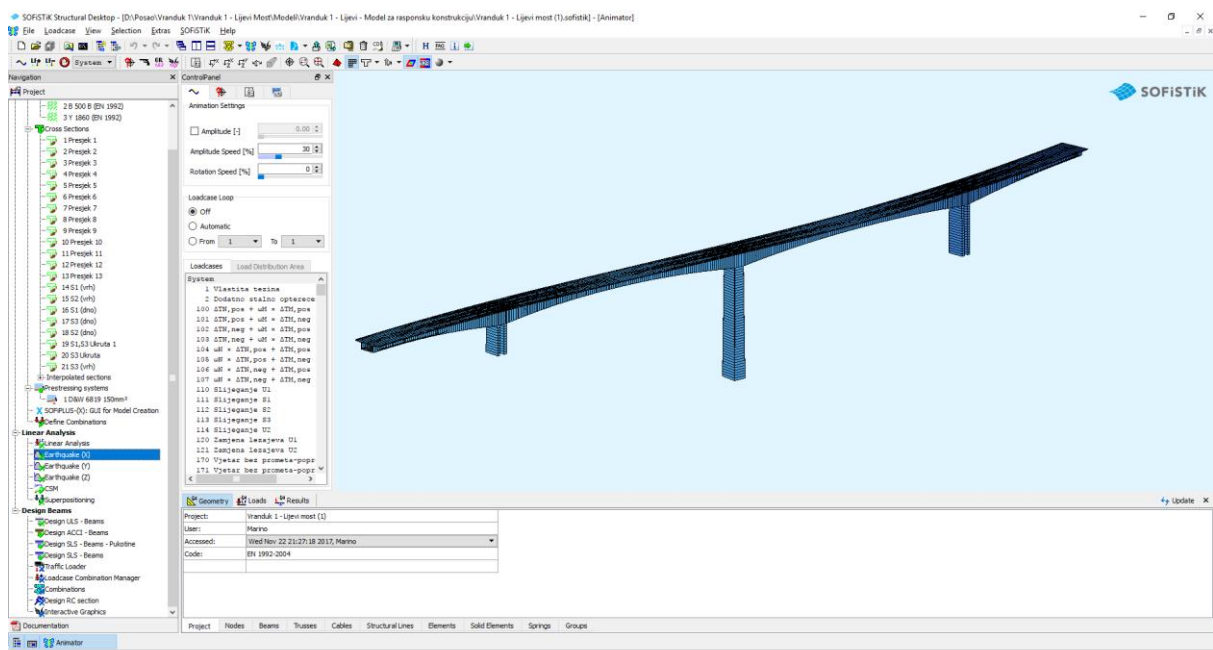 SOFiSTiK Structural Desktop - [D:\Posao\Vranduk 1\Vranduk 1 - Lijevi Most\Modeli\Vranduk 1 - Lijevi - Model za rasponsku konstrukciju\Vranduk 1 - Lijevi most (1).sofistik] - [Animator]
File Loadcase View Selection Extras SOFiSTiK Help
System
Navigation
Project
2 B 500 B (EN 1992)
3 Y 1860 (EN 1992)
Cross Sections
1 Presjek 1
2 Presjek 2
3 Presjek 3
4 Presjek 4
5 Presjek 5
6 Presjek 6
7 Presjek 7
8 Presjek 8
9 Presjek 9
10 Presjek 10
11 Presjek 11
12 Presjek 12
13 Presjek 13
14 S1 (vrh)
15 S2 (vrh)
16 S1 (dno)
17 S3 (dno)
18 S2 (dno)
19 S1,S3 Ukruta 1
20 S3 Ukruta
21 S3 (vrh)
Interpolated sections
Prestressing systems
1 D&W 6819 150mm²
SOFiPLUS-(X): GUI for Model Creation
Define Combinations
Linear Analysis
Linear Analysis
Earthquake (X)
Earthquake (Y)
Earthquake (Z)
CSM
Superpositioning
Design Beams
Design ULS - Beams
Design ACCI - Beams
Design SLS - Beams - Pukotine
Design SLS - Beams
Traffic Loader
Loadcase Combination Manager
Combinations
Design RC section
Interactive Graphics
Documentation
Animator
ControlPanel
Animation Settings
Amplitude [-] 0.00
Amplitude Speed [%] 30
Rotation Speed [%] 0
Loadcase Loop
Off
Automatic
From 1 To 1
Loadcases Load Distribution Area
System
1 Vlastita tezina
2 Dodatno stalno opterece
100 ΔTN,pos + ωM * ΔTM,pos
101 ΔTN,pos + ωM * ΔTM,neg
102 ΔTN,neg + ωM * ΔTM,pos
103 ΔTN,neg + ωM * ΔTM,neg
104 ωN * ΔTN,pos + ΔTM,pos
105 ωN * ΔTN,pos + ΔTM,neg
106 ωN * ΔTN,neg + ΔTM,pos
107 ωN * ΔTN,neg + ΔTM,neg
110 Slijeganje U1
111 Slijeganje S1
112 Slijeganje S2
113 Slijeganje S3
114 Slijeganje U2
120 Zamjena lezajeva U1
121 Zamjena lezajeva U2
170 Vjetar bez prometa-popr
171 Vjetar bez prometa-popr
SOFiSTiK
Geometry Loads Results
Update
Project: Vranduk 1 - Lijevi most (1)
User: Marino
Accessed: Wed Nov 22 21:27:18 2017, Marino
Code: EN 1992-2004
Project Nodes Beams Trusses Cables Structural Lines Elements Solid Elements Springs Groups